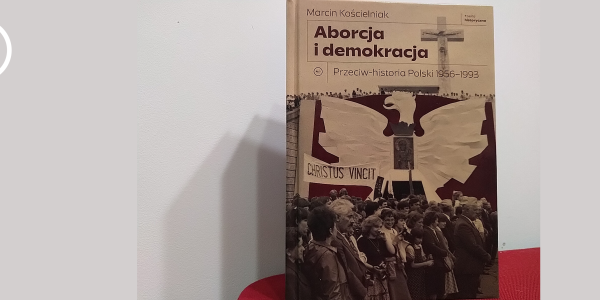 Marcin Kościelniak
Aborcja
i demokracja
Przeciw-historia Polski 1956–1993
CHRISTUS VINCIT